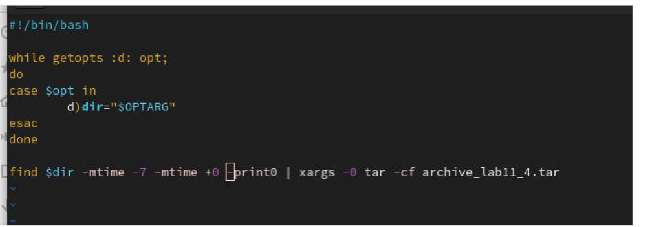 #!/bin/bash
while getopts :d: opt;
do
case $opt in
d)dir="$OPTARG"
esac
done
find $dir -mtime -7 -mtime +0 -print0 | xargs -0 tar -cf archive_lab11_4.tar
~
~
~